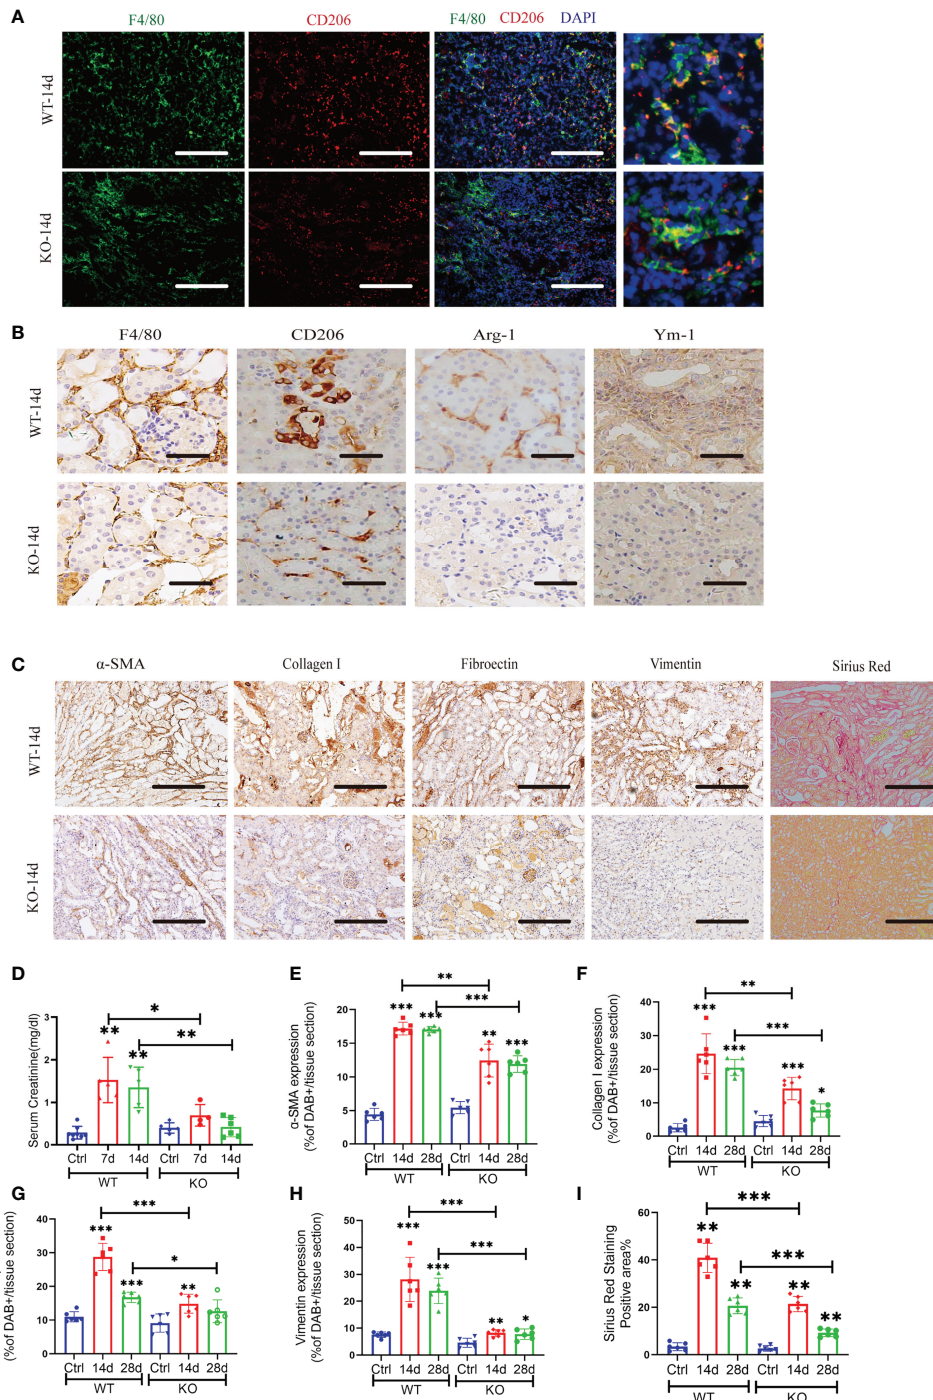 A
F4/80
CD206
F4/80 CD206 DAPI
WT-14d
KO-14d
B
F4/80
CD206
Arg-1
Ym-1
WT-14d
KO-14d
C
α-SMA
Collagen I
Fibroectin
Vimentin
Sirius Red
WT-14d
KO-14d
D
Serum Creatinine(mg/dl)
3
2
1
0
*
**
**
**
Ctrl 7d 14d Ctrl 7d 14d
WT KO
E
α-SMA expression
(%of DAB+/tissue section)
20
15
10
5
0
**
***
***
***
**
***
Ctrl 14d 28d Ctrl 14d 28d
WT KO
F
Collagen I expression
(%of DAB+/tissue section)
40
30
20
10
0
**
***
***
***
***
*
Ctrl 14d 28d Ctrl 14d 28d
WT KO
G
(%of DAB+/tissue section)
40
30
20
10
0
***
***
*
***
**
Ctrl 14d 28d Ctrl 14d 28d
WT KO
H
Vimentin expression
(%of DAB+/tissue section)
50
40
30
20
10
0
***
***
***
***
**
*
Ctrl 14d 28d Ctrl 14d 28d
WT KO
I
Sirius Red Staining
Positive area%
60
40
20
0
***
**
***
**
**
**
Ctrl 14d 28d Ctrl 14d 28d
WT KO